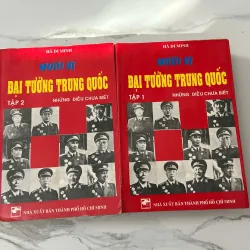 HÀ DI MINH
MƯỜI VỊ
ĐẠI TƯỚNG TRUNG QUỐC
TẬP 2 NHỮNG ĐIỀU CHƯA BIẾT
NHÀ XUẤT BẢN THÀNH PHỐ HỒ CHÍ MINH
HÀ DI MINH
MƯỜI VỊ
ĐẠI TƯỚNG TRUNG QUỐC
TẬP 1 NHỮNG ĐIỀU CHƯA BIẾT
NHÀ XUẤT BẢN THÀNH PHỐ HỒ CHÍ MINH